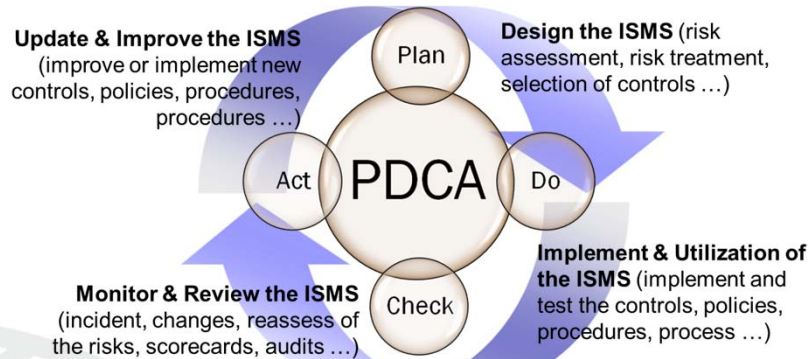 Update & Improve the ISMS
(improve or implement new
controls, policies, procedures,
procedures …)
Plan
Design the ISMS (risk
assessment, risk treatment,
selection of controls …)
Act
PDCA
Do
Monitor & Review the ISMS
(incident, changes, reassess of
the risks, scorecards, audits …)
Check
Implement & Utilization of
the ISMS (implement and
test the controls, policies,
procedures, process …)